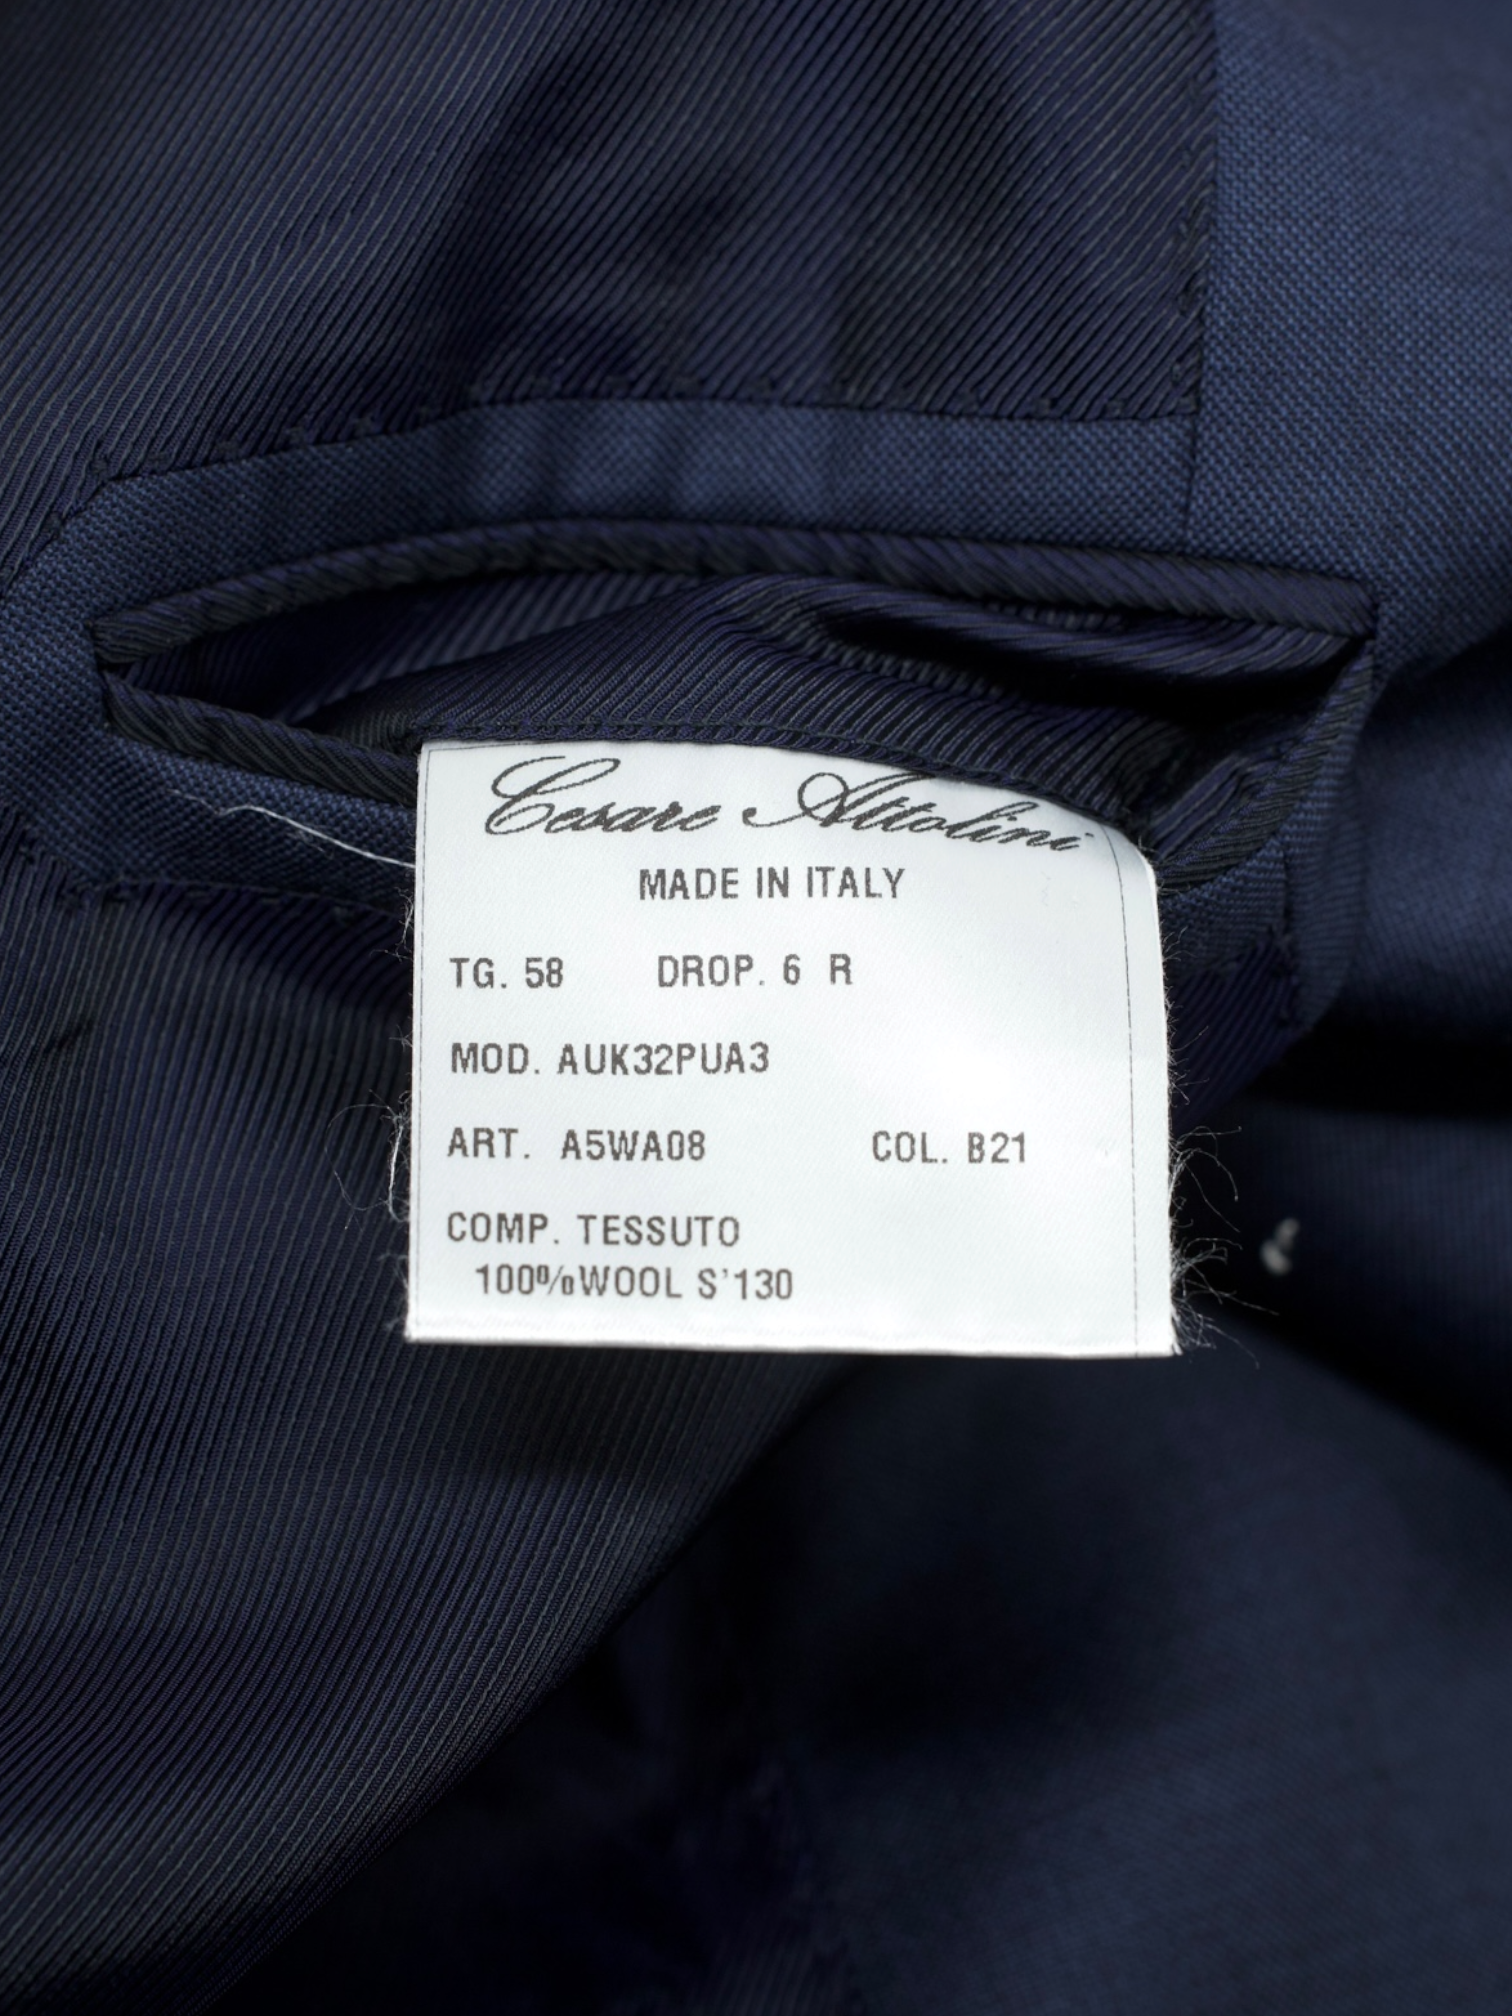 Cesare Attolini
MADE IN ITALY
TG. 58 DROP. 6 R
MOD. AUK32PUA3
ART. A5WA08 COL. B21
COMP. TESSUTO
100%WOOL S'130